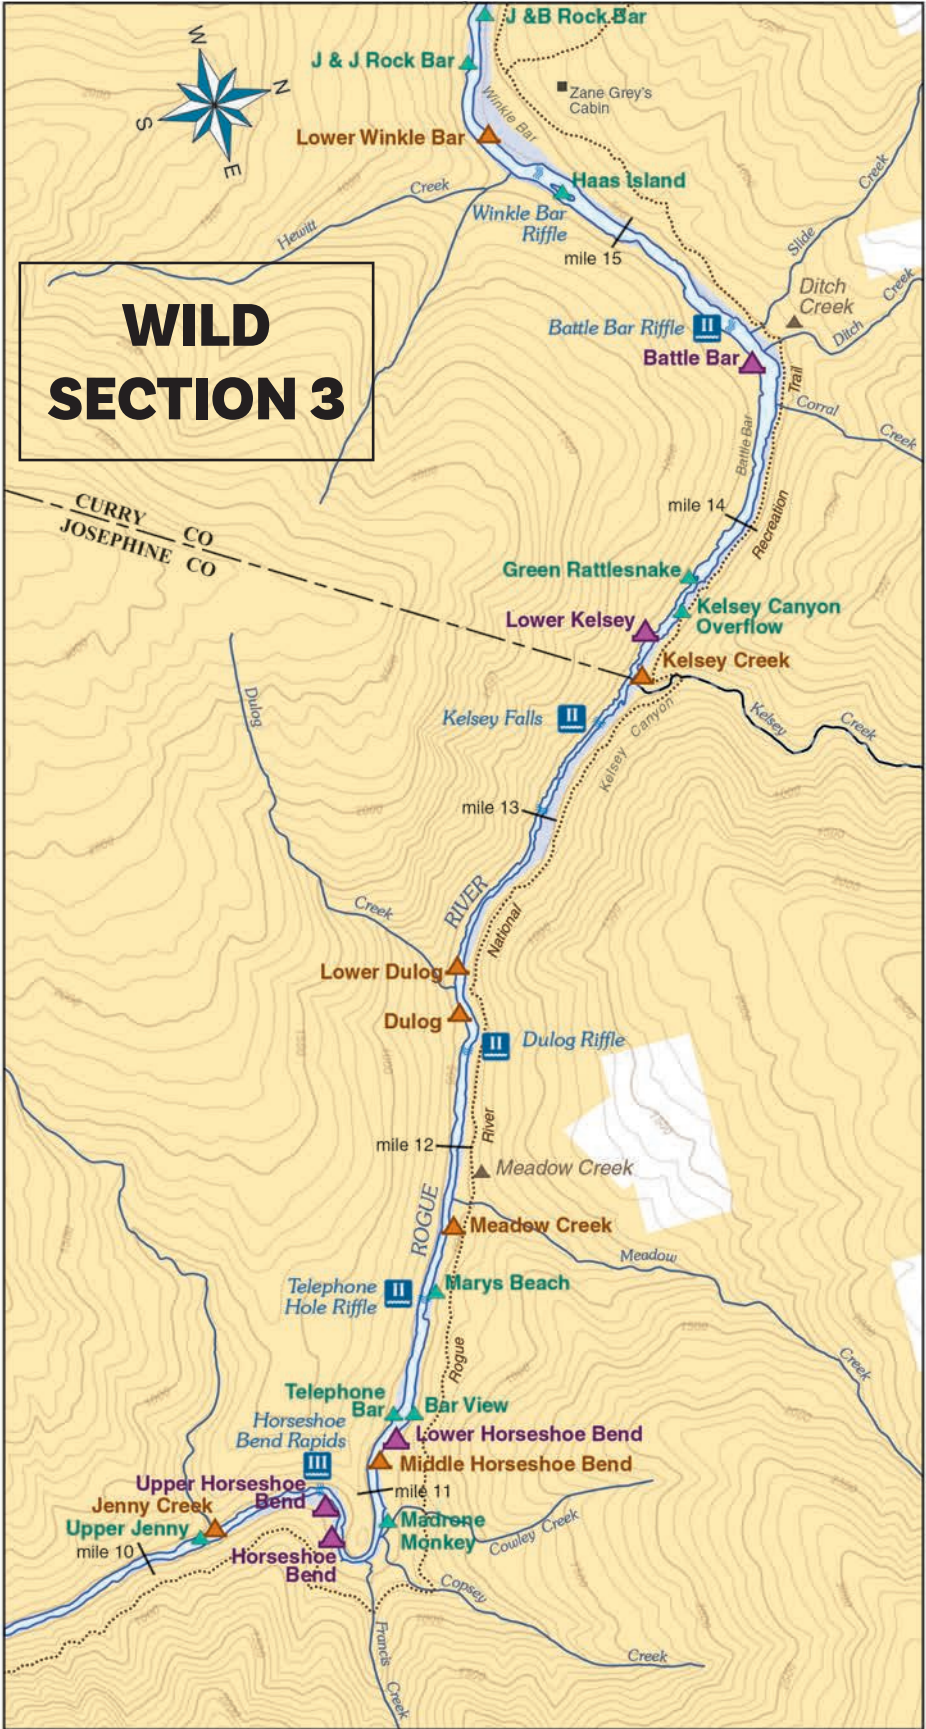 J &B Rock Bar
W
J & J Rock Bar
N
Zane Grey's
Cabin
Winkle Bar
S
Lower Winkle Bar
E
Creek
Haas Island
Creek
Winkle Bar
Riffle
Hewitt
Slide
mile 15
WILD
SECTION 3
Ditch
Creek
Creek
Battle Bar Riffle
II
Ditch
Battle Bar
Trail
Corral
Creek
Battle Bar
mile 14
CURRY CO
JOSEPHINE CO
Recreation
Green Rattlesnake
Kelsey Canyon
Overflow
Lower Kelsey
Kelsey Creek
Dulog
Kelsey Falls
II
Kelsey Canyon
Kelsey
Creek
mile 13
RIVER
Creek
National
Lower Dulog
Dulog
II
Dulog Riffle
River
mile 12
Meadow Creek
ROGUE
Meadow Creek
Meadow
Telephone
Hole Riffle
II
Marys Beach
Rogue
Creek
Telephone
Bar
Bar View
Horseshoe
Bend Rapids
Lower Horseshoe Bend
III
Middle Horseshoe Bend
Upper Horseshoe
Bend
mile 11
Jenny Creek
Upper Jenny
Madrone
Monkey
Cowley Creek
mile 10
Horseshoe
Bend
Copsey
Creek
Francis
Creek